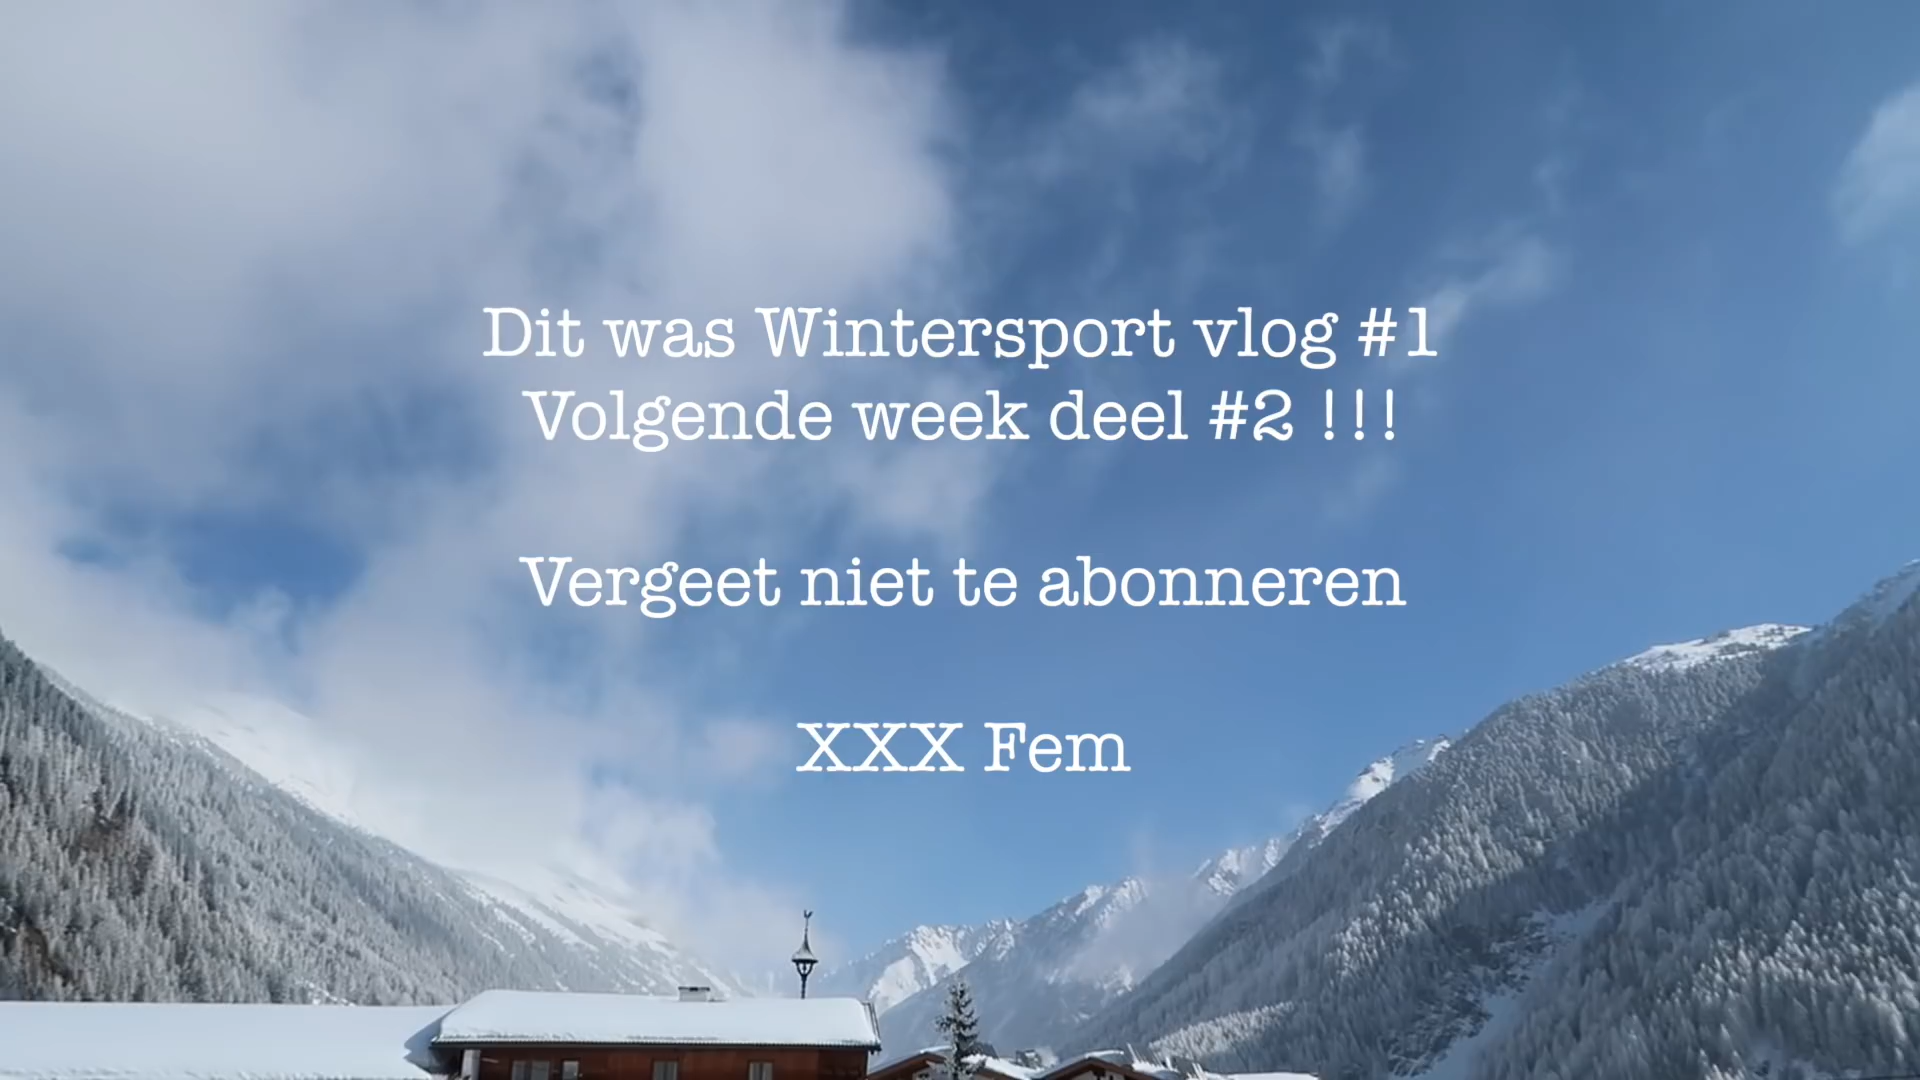 Dit was Wintersport vlog #1
Volgende week deel #2 !!!
Vergeet niet te abonneren
XXX Fem